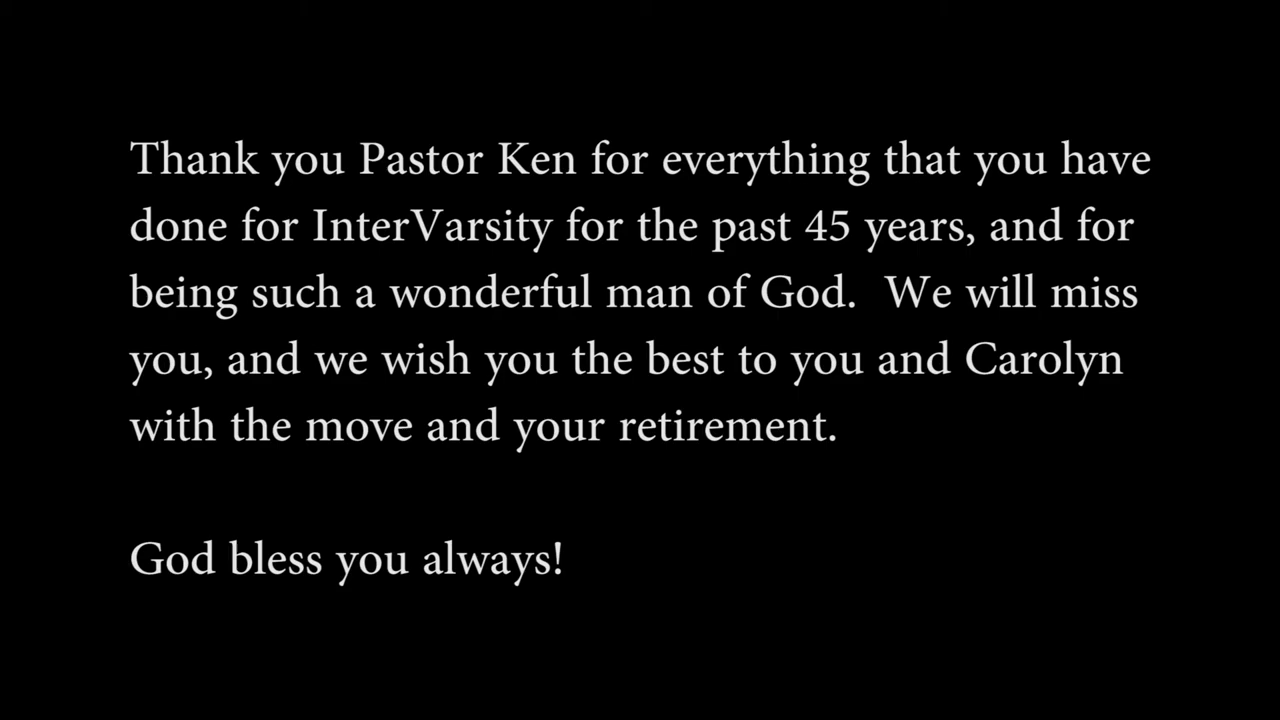 Thank you Pastor Ken for everything that you have
done for InterVarsity for the past 45 years, and for
being such a wonderful man of God.  We will miss
you, and we wish you the best to you and Carolyn
with the move and your retirement.
God bless you always!